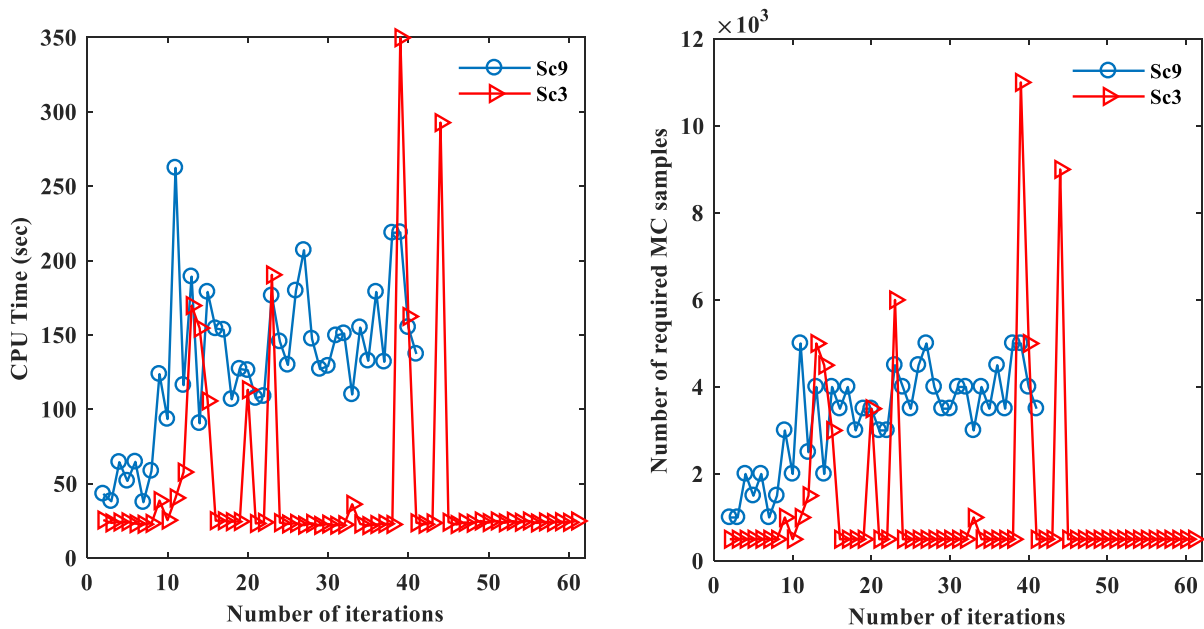 350
300
250
200
150
100
50
0
0 10 20 30 40 50 60
CPU Time (sec)
Number of iterations
Sc9
Sc3
×10³
12
10
8
6
4
2
0
0 10 20 30 40 50 60
Number of required MC samples
Number of iterations
Sc9
Sc3